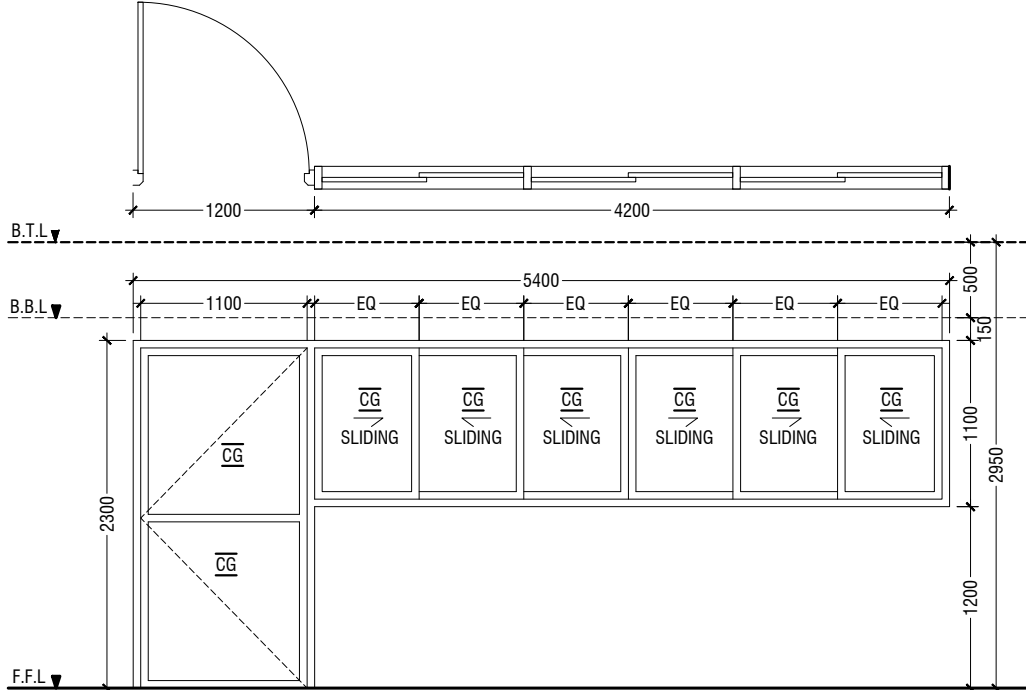 1200
4200
B.T.L
5400
500
B.B.L
1100 EQ EQ EQ EQ EQ EQ
150
CG CG CG CG CG CG
SLIDING SLIDING SLIDING SLIDING SLIDING SLIDING
1100
CG
2950
2300
CG
1200
F.F.L